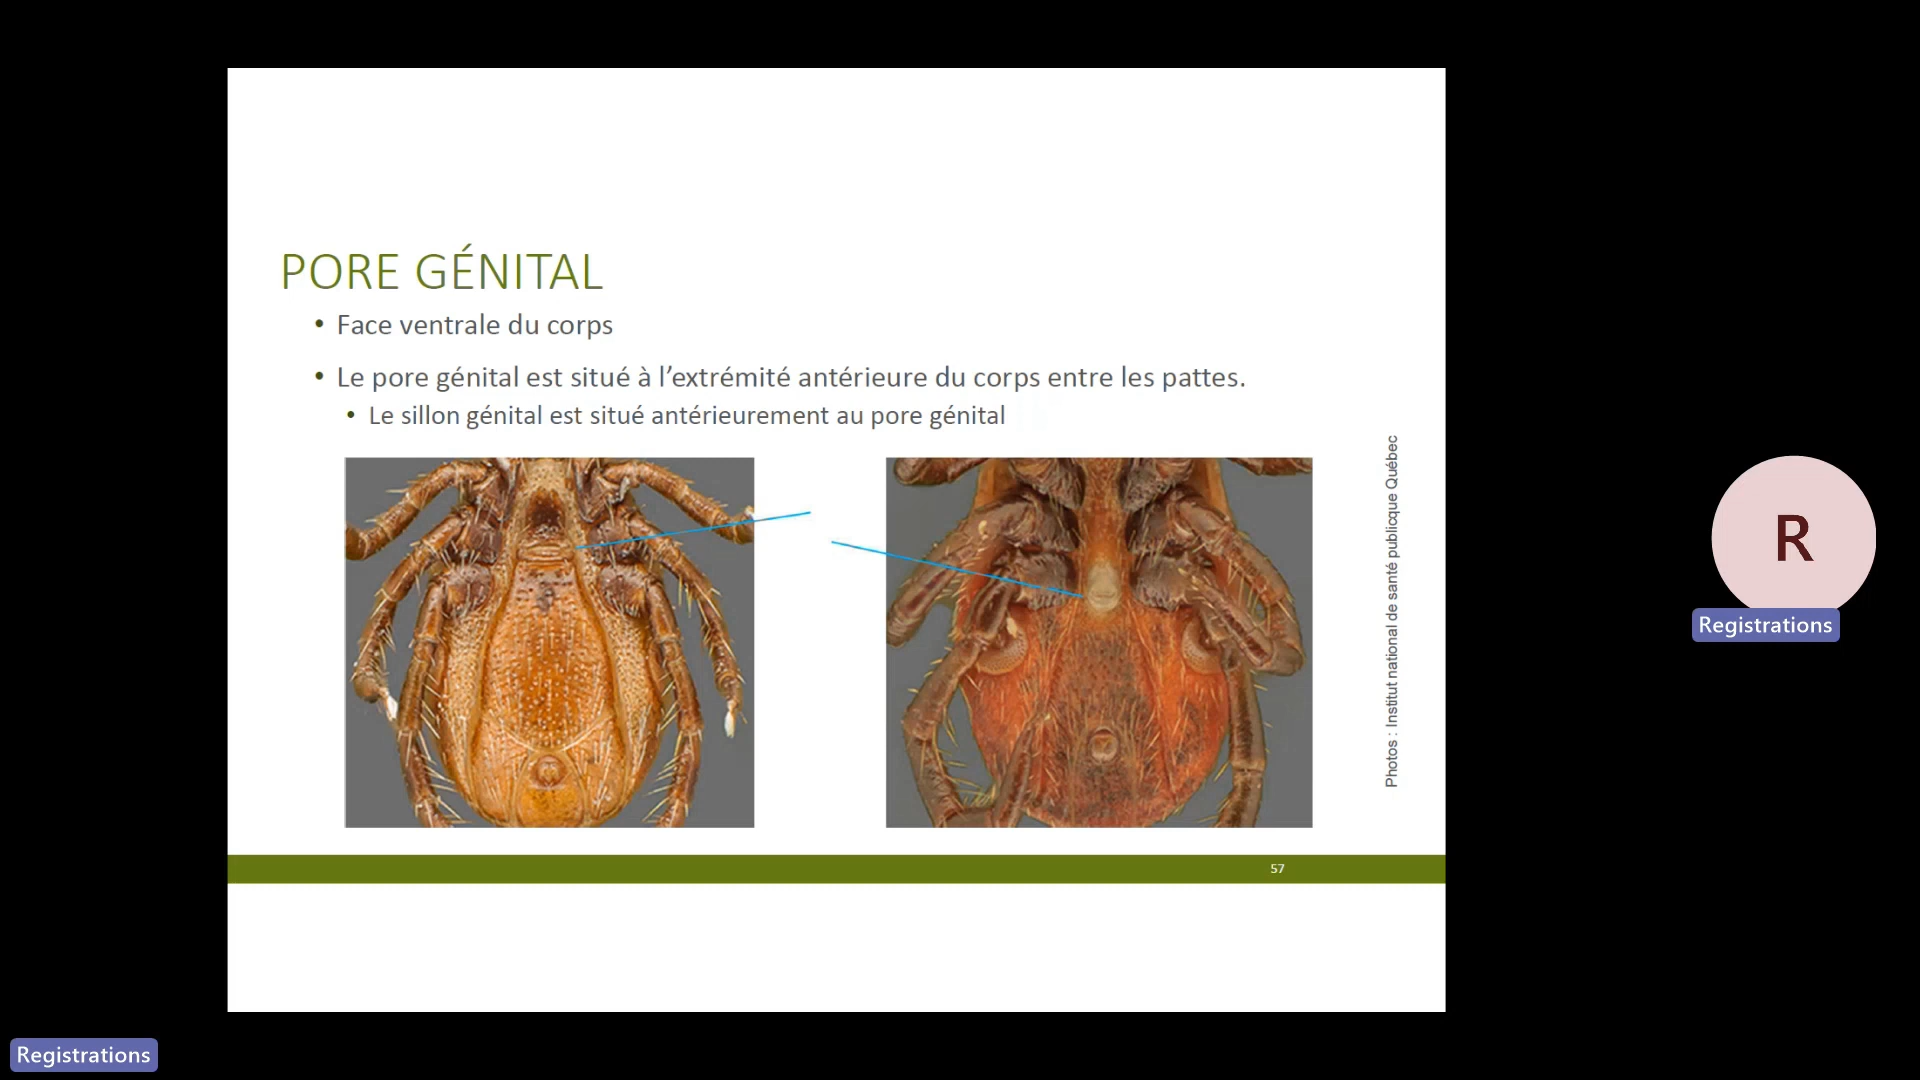 PORE GÉNITAL
• Face ventrale du corps
• Le pore génital est situé à l’extrémité antérieure du corps entre les pattes.
• Le sillon génital est situé antérieurement au pore génital
Photos : Institut national de santé publicque Québec
57
R
Registrations
Registrations